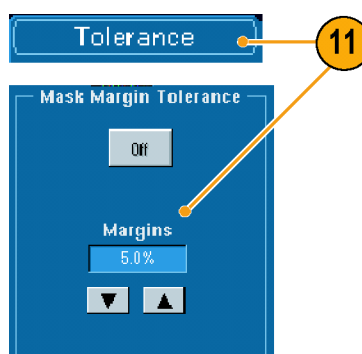 Tolerance
11
Mask Margin Tolerance
Off
Margins
5.0%